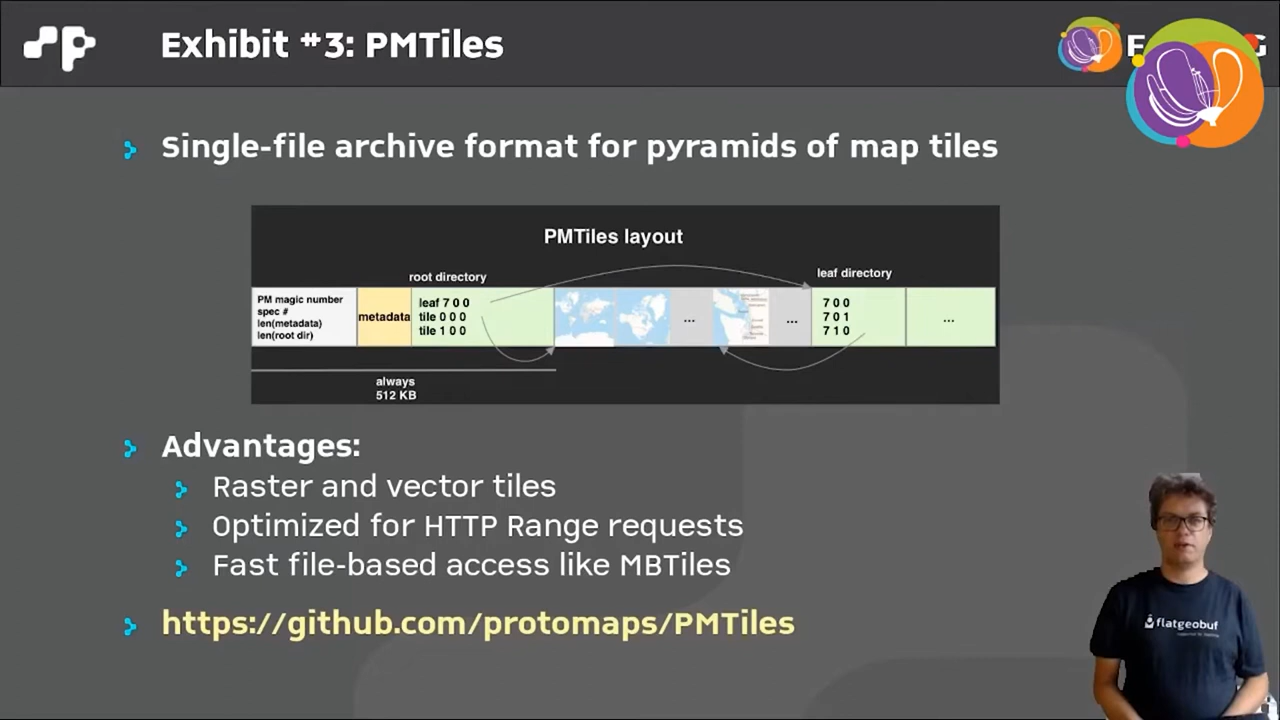 Exhibit #3: PMTiles
Single-file archive format for pyramids of map tiles
PMTiles layout
root directory
leaf directory
PM magic number
spec #
len(metadata)
len(root dir)
metadata
leaf 7 0 0
tile 0 0 0
tile 1 0 0
...
...
7 0 0
7 0 1
7 1 0
...
always
512 KB
Advantages:
Raster and vector tiles
Optimized for HTTP Range requests
Fast file-based access like MBTiles
https://github.com/protomaps/PMTiles
flatgeobuf